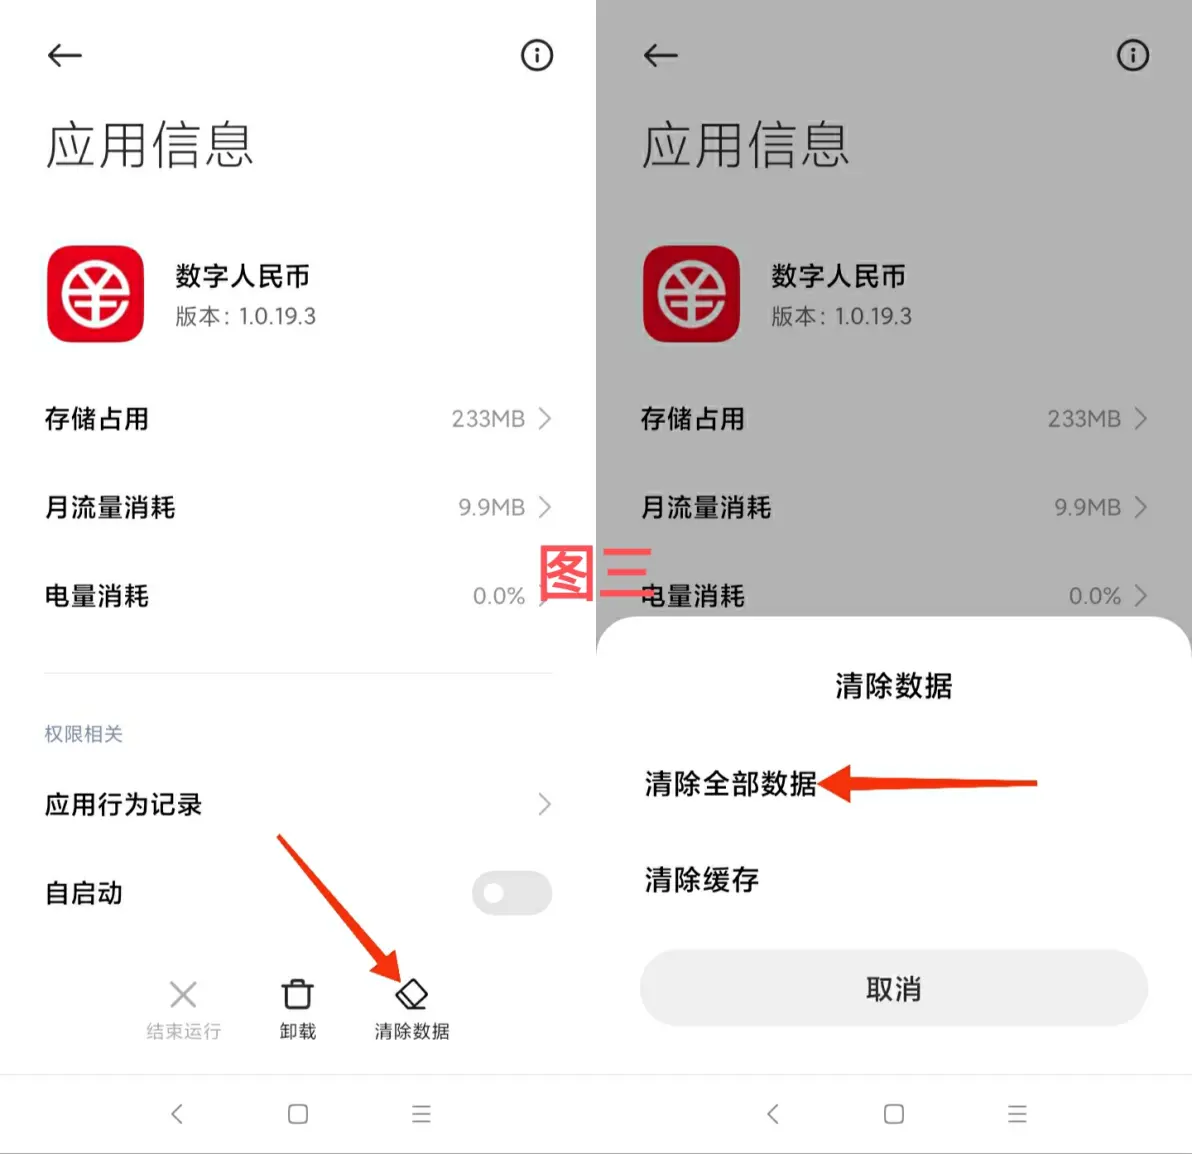 应用信息
数字人民币
版本：1.0.19.3
存储占用 233MB
月流量消耗 9.9MB
电量消耗 0.0%
权限相关
应用行为记录
自启动
结束运行 卸载 清除数据
图三
应用信息
数字人民币
版本：1.0.19.3
存储占用 233MB
月流量消耗 9.9MB
电量消耗 0.0%
清除数据
清除全部数据
清除缓存
取消